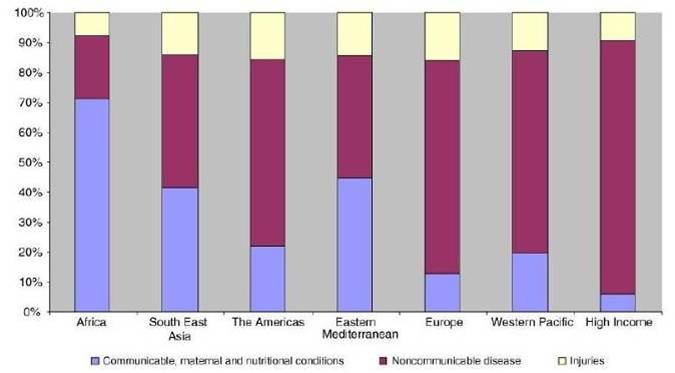 100%
90%
80%
70%
60%
50%
40%
30%
20%
10%
0%
Africa
South East
Asia
The Americas
Eastern
Mediterranean
Europe
Western Pacific
High Income
Communicable, maternal and nutritional conditions
Noncommunicable disease
Injuries